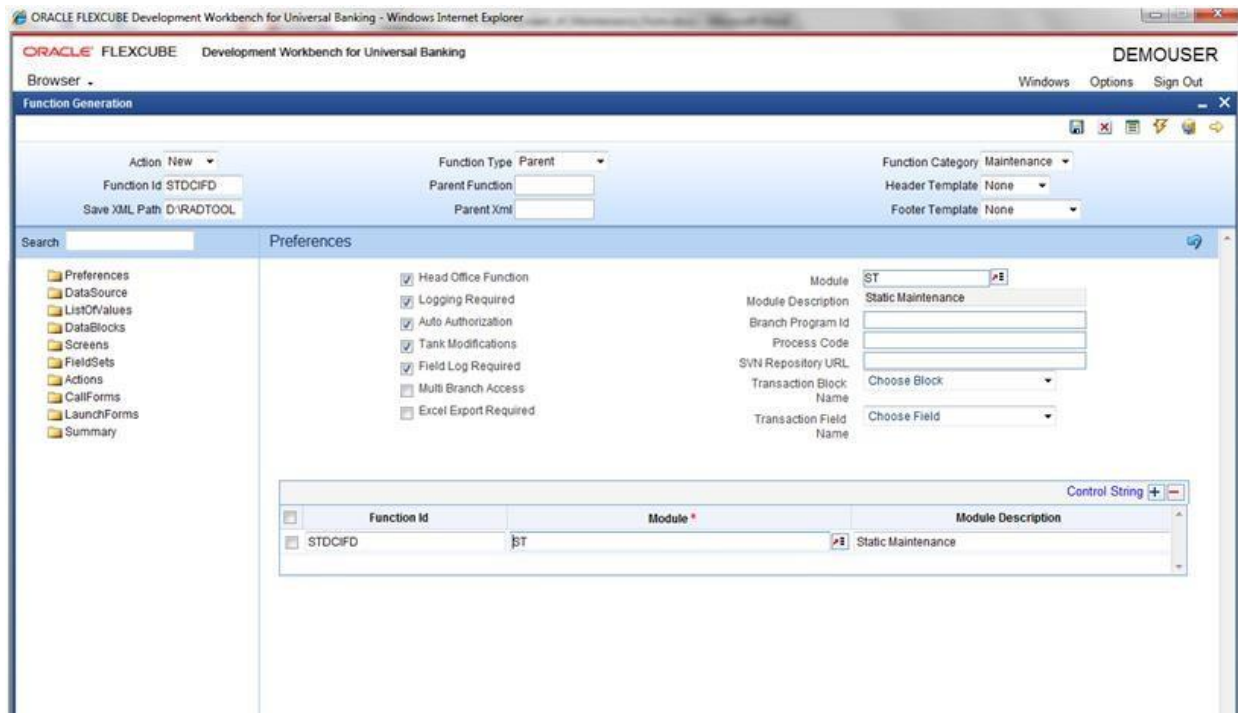 ORACLE FLEXCUBE Development Workbench for Universal Banking - Windows Internet Explorer
ORACLE FLEXCUBE Development Workbench for Universal Banking DEMOUSER
Browser Windows Options Sign Out
Function Generation
Action New Function Type Parent Function Category Maintenance
Function Id STDCIFD Parent Function Header Template None
Save XML Path D:\RADTOOL Parent Xml Footer Template None
Search Preferences
Preferences
DataSource
ListOfValues
DataBlocks
Screens
FieldSets
Actions
CallForms
LaunchForms
Summary
Head Office Function
Logging Required
Auto Authorization
Tank Modifications
Field Log Required
Multi Branch Access
Excel Export Required
Module ST
Module Description Static Maintenance
Branch Program Id
Process Code
SVN Repository URL
Transaction Block Choose Block
Name
Transaction Field Choose Field
Name
Control String + -
Function Id Module * Module Description
STDCIFD ST Static Maintenance